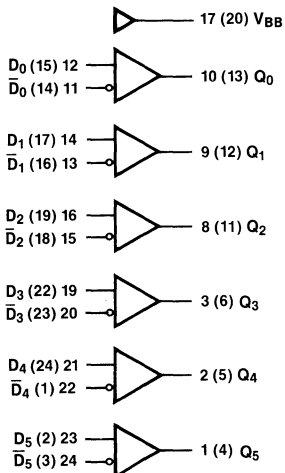 17 (20) VBB
D0 (15) 12
D̅0 (14) 11
10 (13) Q0
D1 (17) 14
D̅1 (16) 13
9 (12) Q1
D2 (19) 16
D̅2 (18) 15
8 (11) Q2
D3 (22) 19
D̅3 (23) 20
3 (6) Q3
D4 (24) 21
D̅4 (1) 22
2 (5) Q4
D5 (2) 23
D̅5 (3) 24
1 (4) Q5